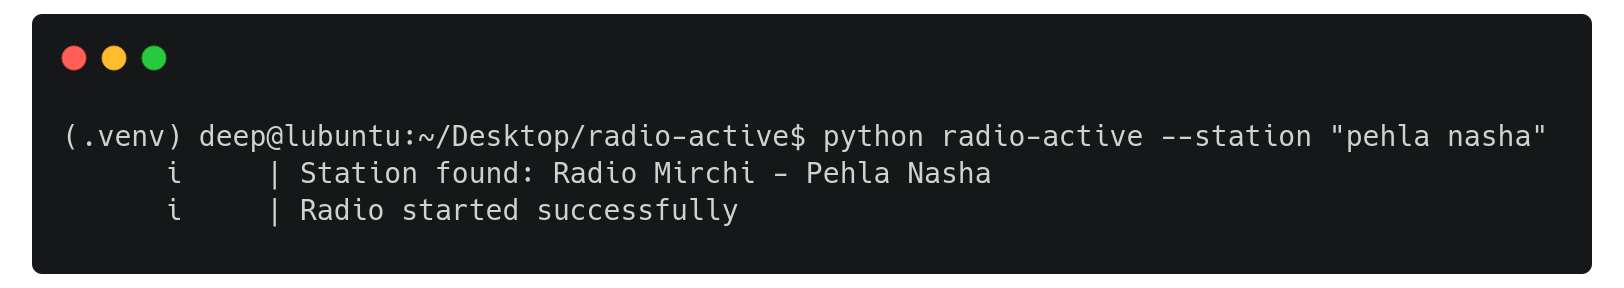 (.venv) deep@lubuntu:~/Desktop/radio-active$ python radio-active --station "pehla nasha"
i | Station found: Radio Mirchi - Pehla Nasha
i | Radio started successfully